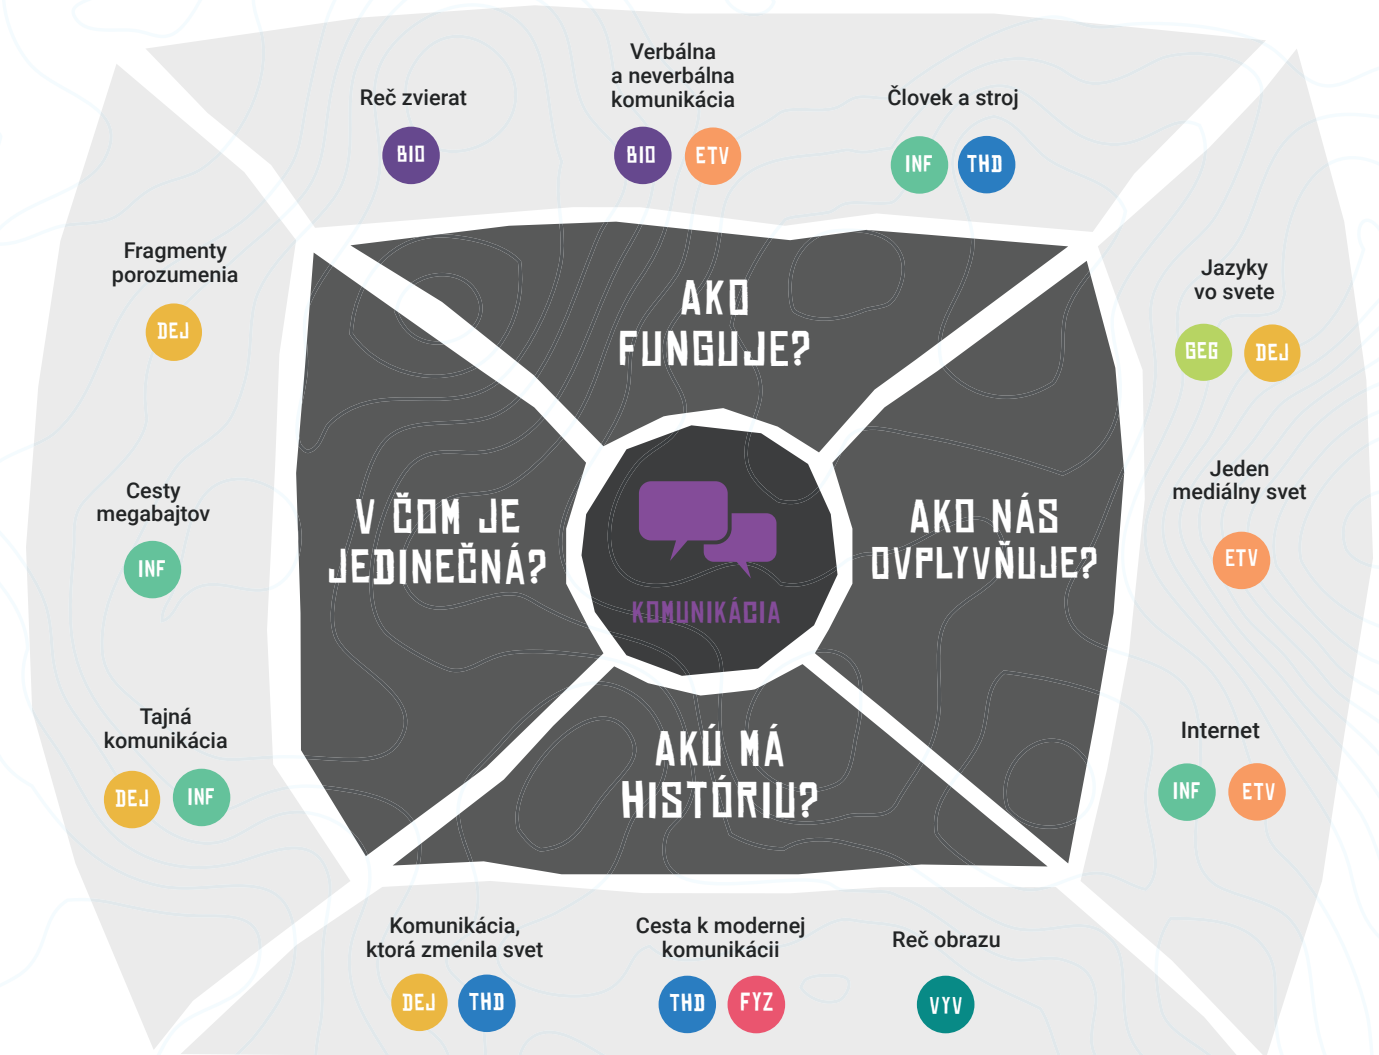 Reč zvierat
BIO
Verbálna
a neverbálna
komunikácia
BIO ETV
Človek a stroj
INF THD
Fragmenty
porozumenia
DEJ
Cesty
megabajtov
INF
Tajná
komunikácia
DEJ INF
AKO
FUNGUJE?
V ČOM JE
JEDINEČNÁ?
KOMUNIKÁCIA
AKO NÁS
OVPLYVŇUJE?
AKÚ MÁ
HISTÓRIU?
Jazyky
vo svete
GEG DEJ
Jeden
mediálny svet
ETV
Internet
INF ETV
Komunikácia,
ktorá zmenila svet
DEJ THD
Cesta k modernej
komunikácii
THD FYZ
Reč obrazu
VYV